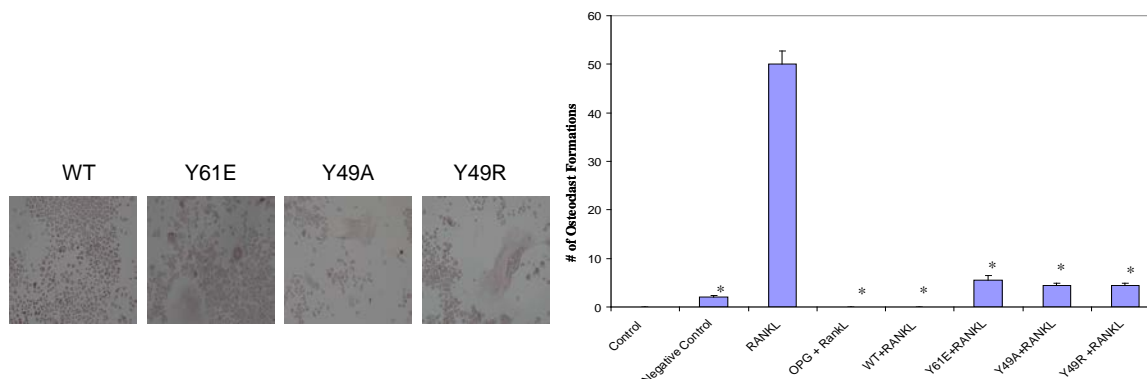 WT Y61E Y49A Y49R
# of Osteodast Formations
60
50
40
30
20
10
0
*
*
*
*
*
*
Control
Negative Control
RANKL
OPG + RankL
WT+RANKL
Y61E+RANKL
Y49A+RANKL
Y49R +RANKL